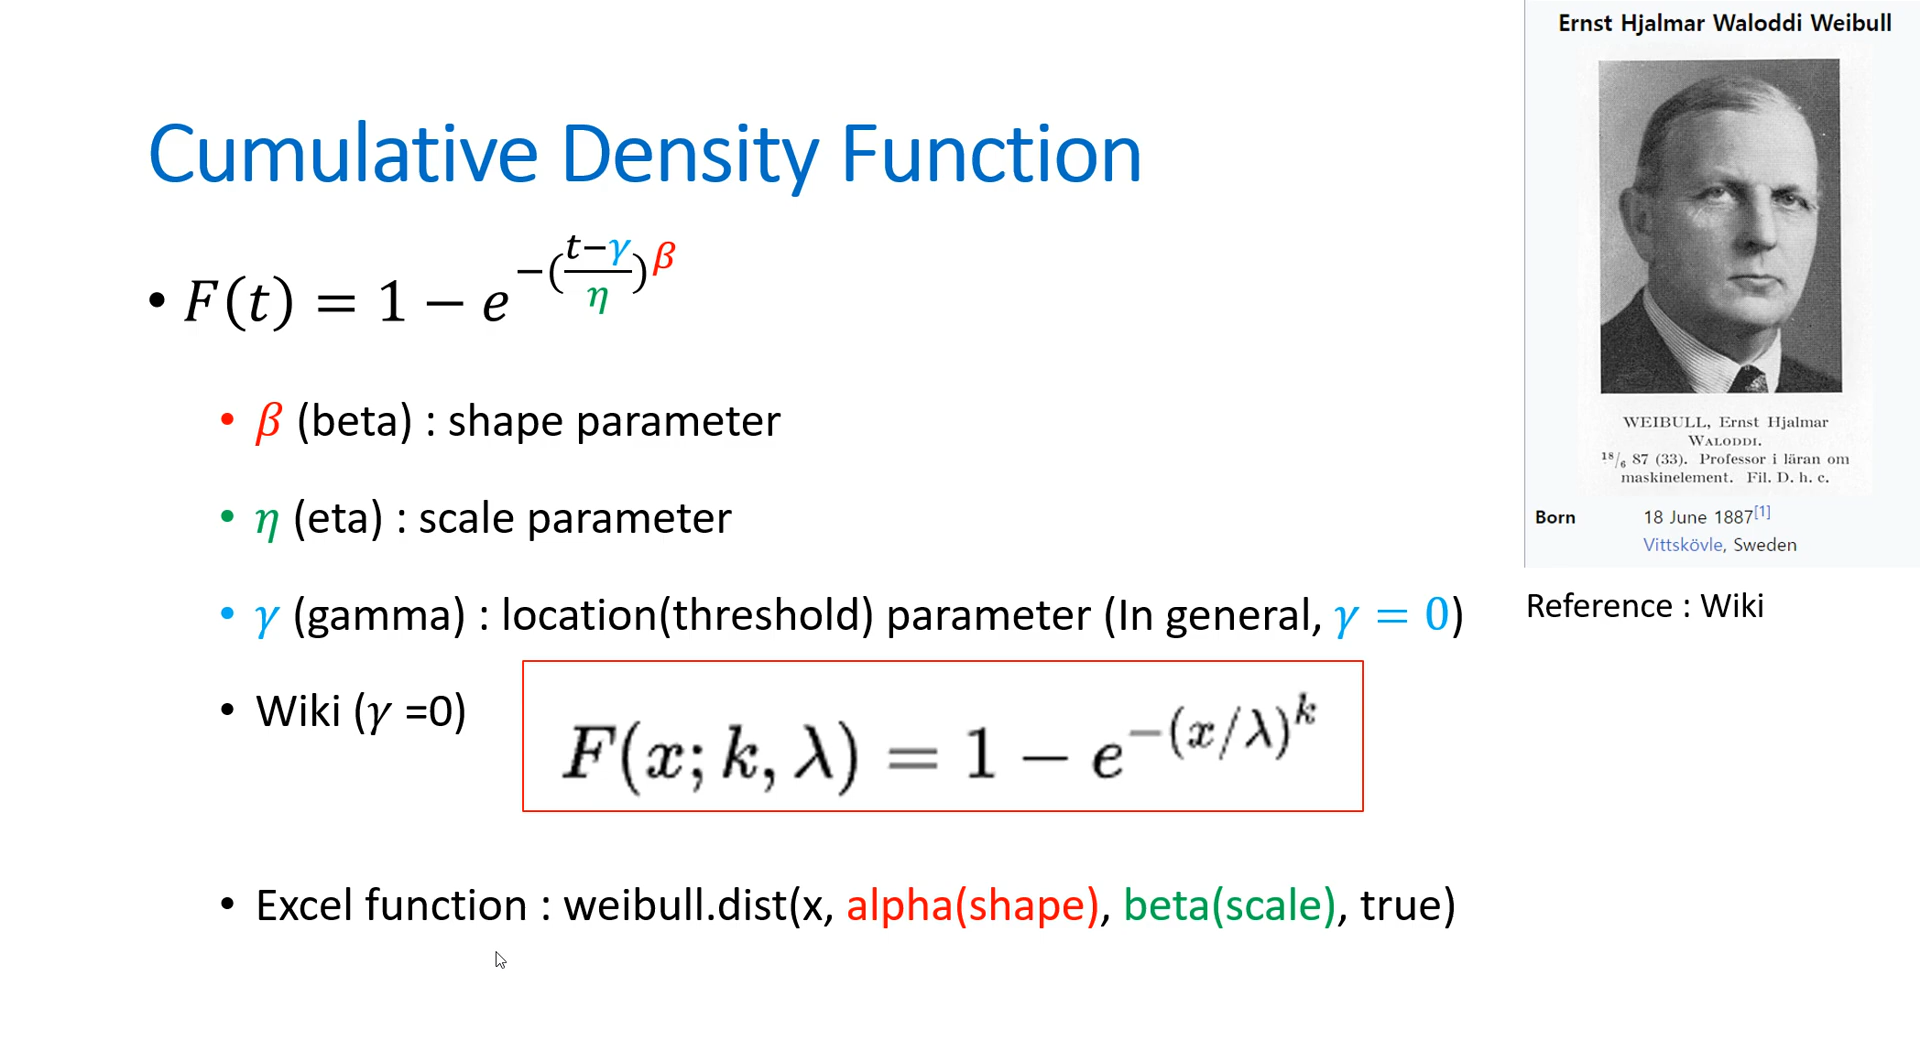 Ernst Hjalmar Waloddi Weibull
Cumulative Density Function
• F(t) = 1 − e^−((t−γ)/η)^β
• β (beta) : shape parameter
• η (eta) : scale parameter
• γ (gamma) : location(threshold) parameter (In general, γ = 0)
• Wiki (γ =0)
F(x; k, λ) = 1 − e^−(x/λ)^k
• Excel function : weibull.dist(x, alpha(shape), beta(scale), true)
WEIBULL, Ernst Hjalmar
WALODDI.
18/6 87 (33). Professor i läran om
maskinelement. Fil. D. h. c.
Born 18 June 1887[1]
Vittskövle, Sweden
Reference : Wiki